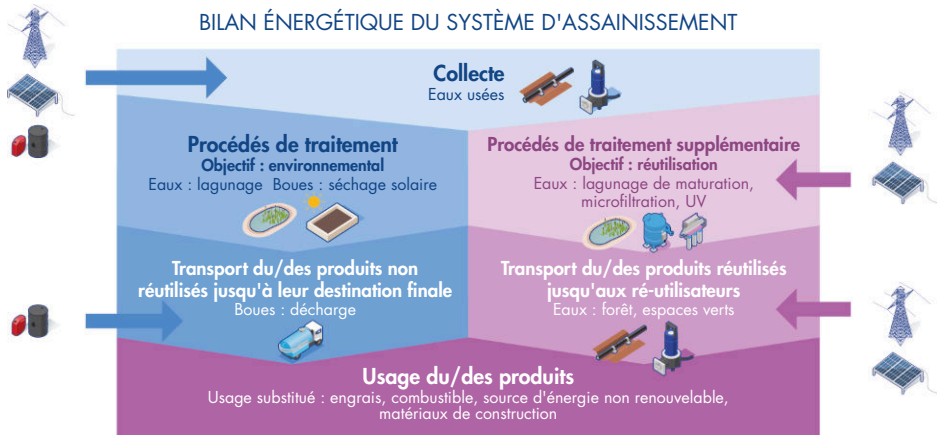 BILAN ÉNERGÉTIQUE DU SYSTÈME D'ASSAINISSEMENT
Collecte
Eaux usées
Procédés de traitement
Objectif : environnemental
Eaux : lagunage Boues : séchage solaire
Procédés de traitement supplémentaire
Objectif : réutilisation
Eaux : lagunage de maturation,
microfiltration, UV
Transport du/des produits non
réutilisés jusqu'à leur destination finale
Boues : décharge
Transport du/des produits réutilisés
jusqu'aux ré-utilisateurs
Eaux : forêt, espaces verts
Usage du/des produits
Usage substitué : engrais, combustible, source d'énergie non renouvelable,
matériaux de construction